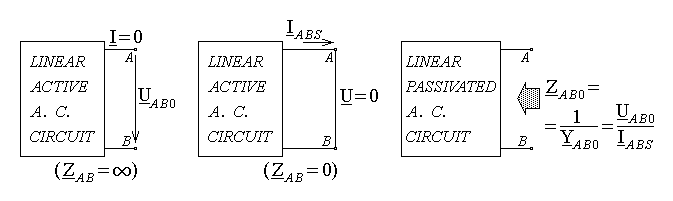 I=0
A
LINEAR
ACTIVE
A. C.
CIRCUIT
U_AB0
B
(Z_AB=∞)
I_ABS
A
LINEAR
ACTIVE
A. C.
CIRCUIT
U=0
B
(Z_AB=0)
A
LINEAR
PASSIVATED
A. C.
CIRCUIT
B
Z_AB0=
=1/Y_AB0=U_AB0/I_ABS